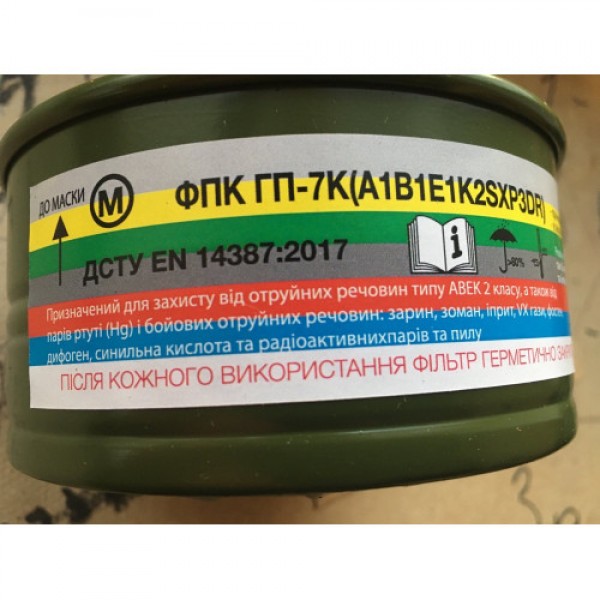 ДО МАСКИ
М
ФПК ГП-7К(A1B1E1K2SXP3DR)
ДСТУ EN 14387:2017
i
>80%
Призначений для захисту від отруйних речовин типу АВЕК 2 класу, а також від
парів ртуті (Hg) і бойових отруйних речовин: зарин, зоман, іприт, VX гази,
дифоген, синильна кислота та радіоактивнихпарів та пилу
ПІСЛЯ КОЖНОГО ВИКОРИСТАННЯ ФІЛЬТР ГЕРМЕТИЧНО